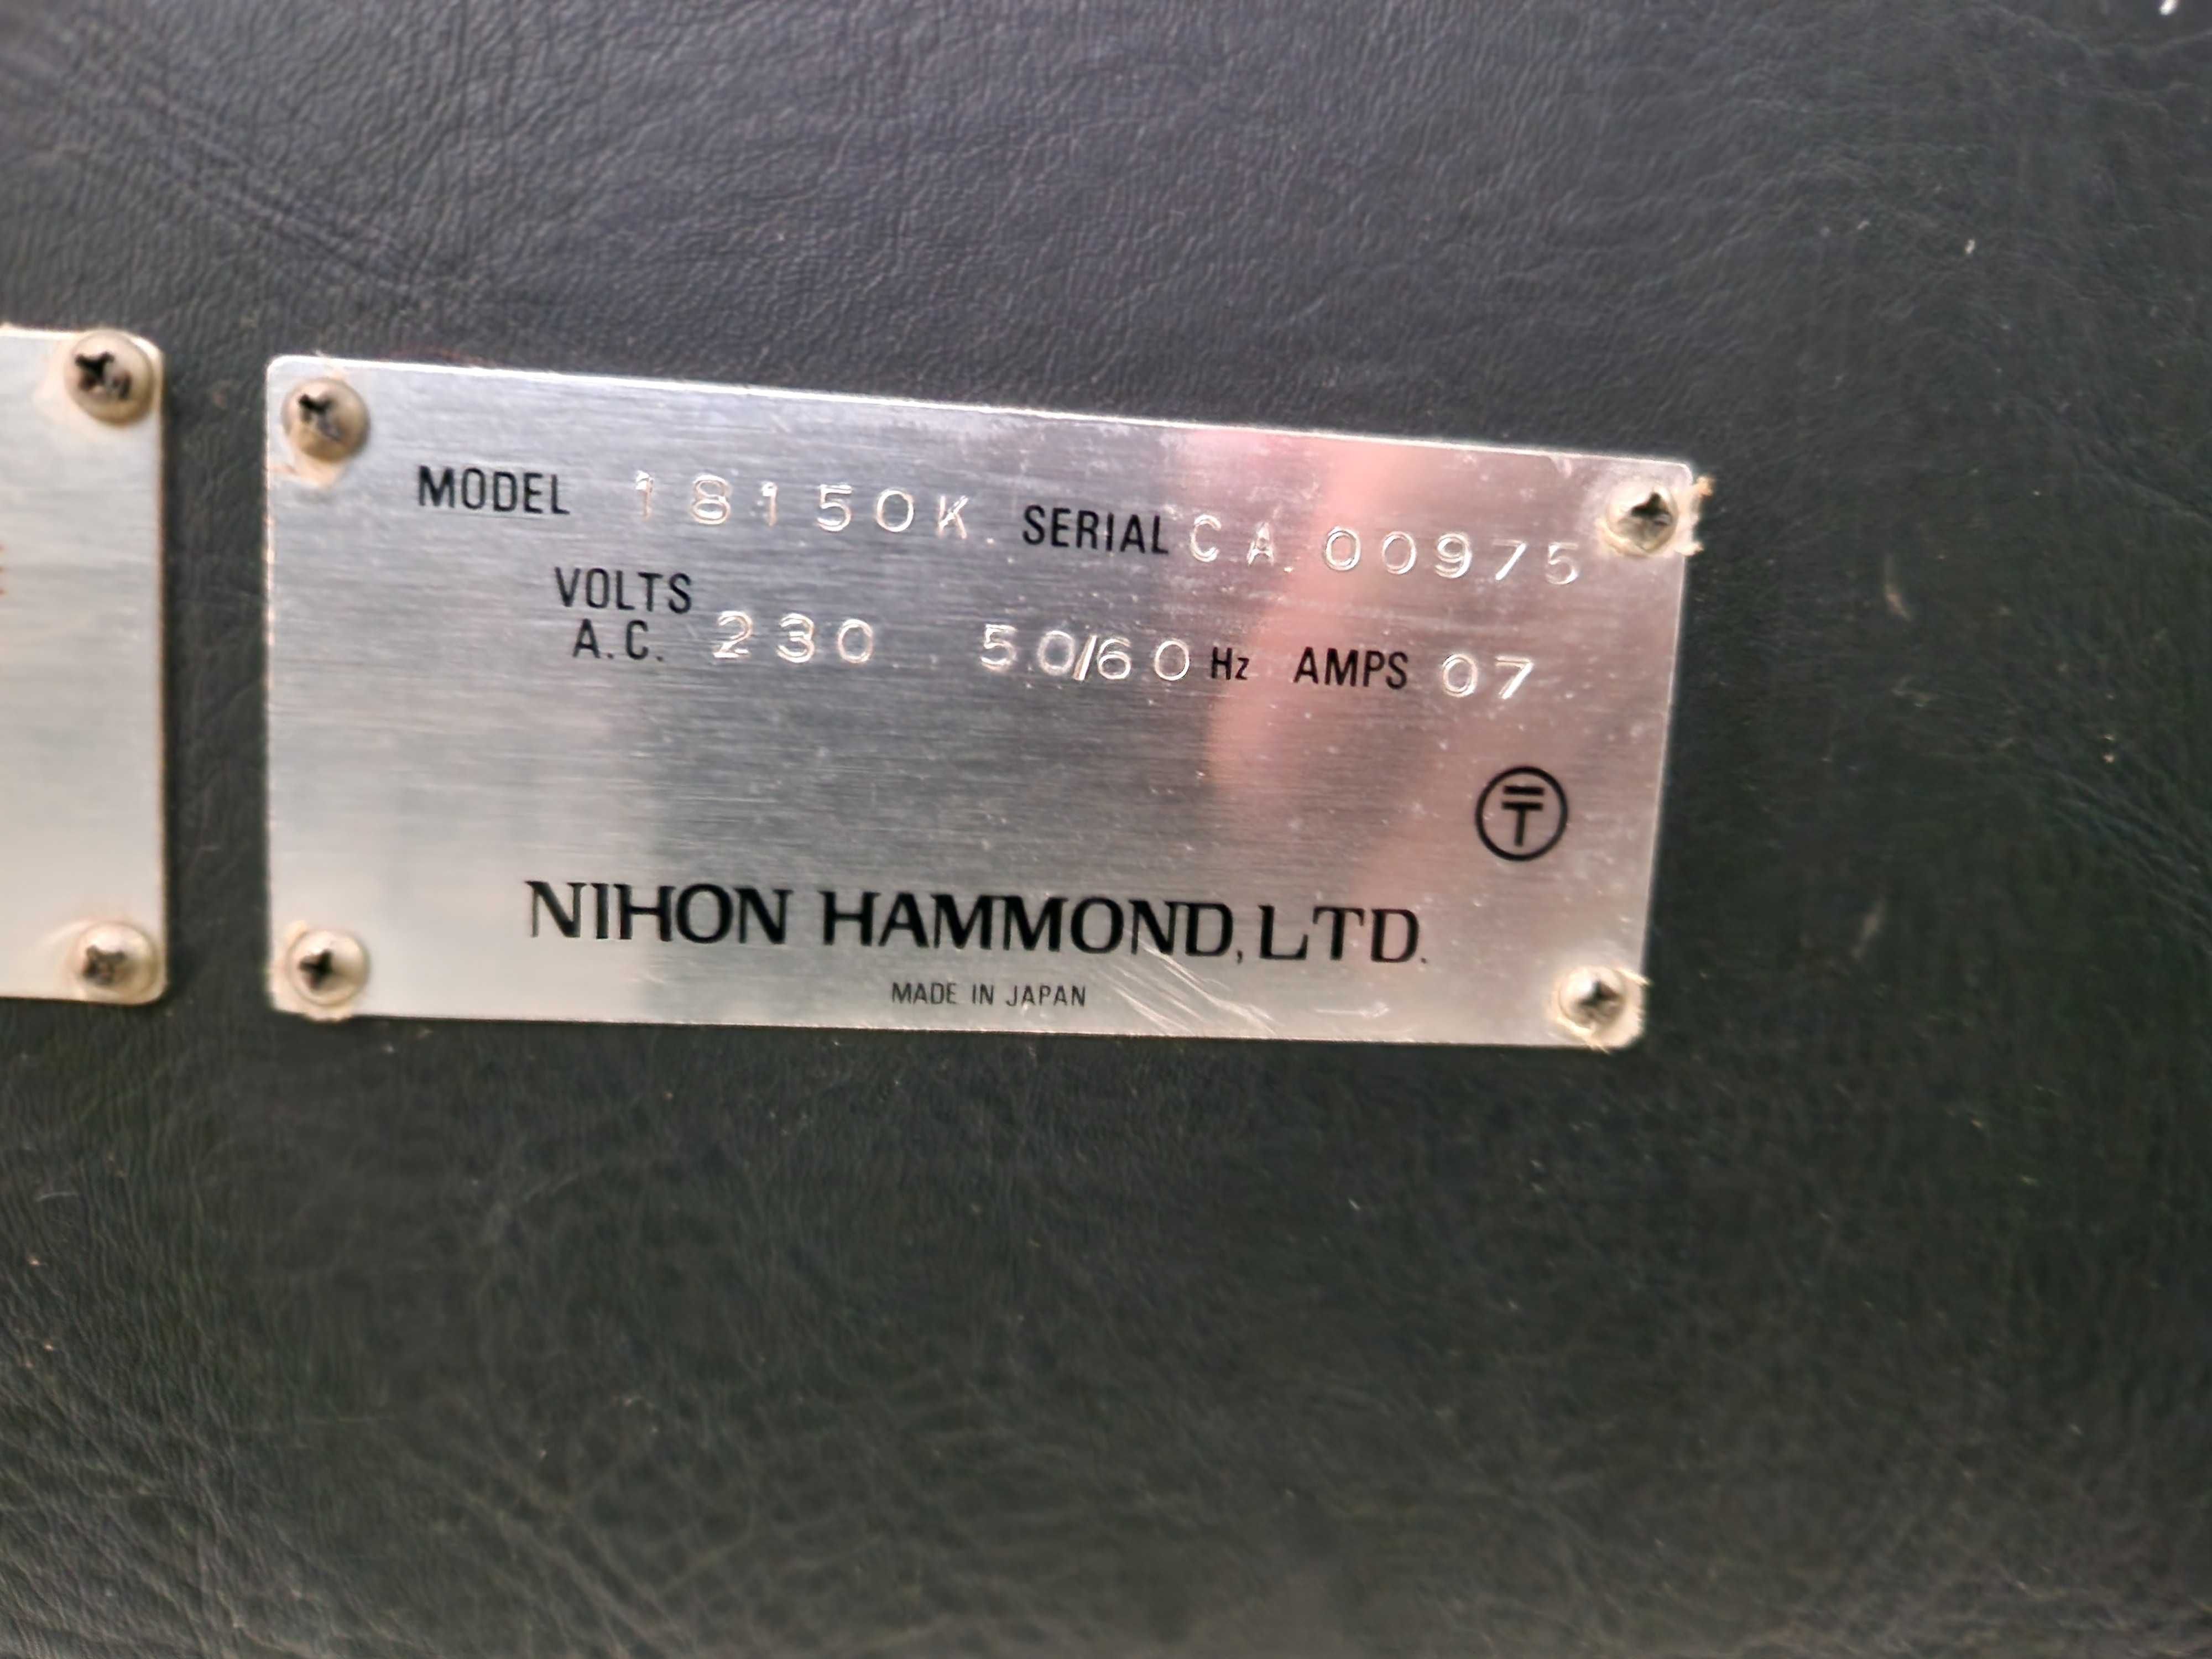 MODEL 18150K SERIAL CA 00975
VOLTS
A.C. 230 50/60 Hz AMPS 07
〶
NIHON HAMMOND, LTD.
MADE IN JAPAN